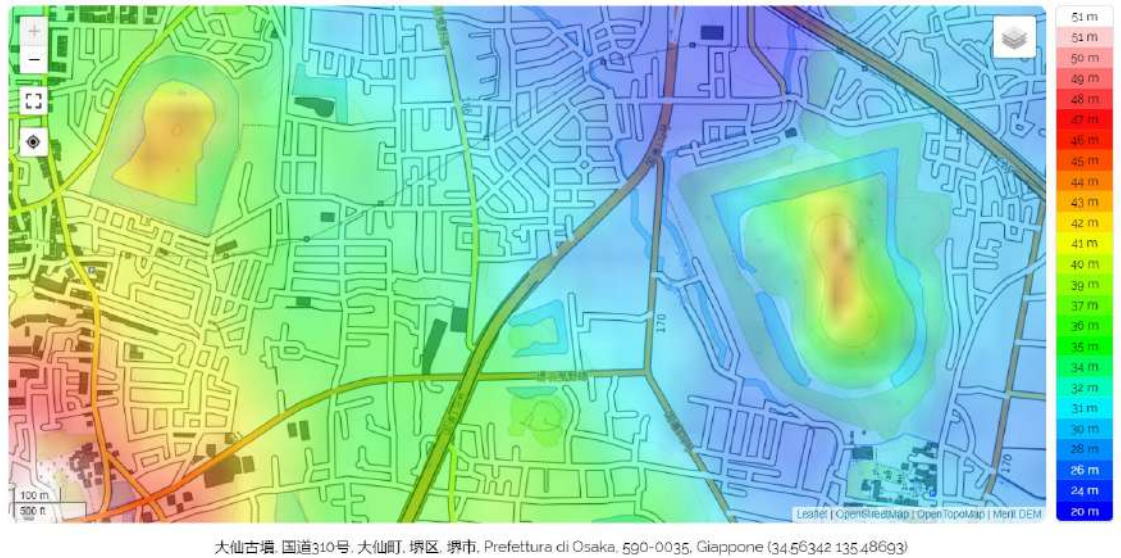 +
−
51 m
51 m
50 m
49 m
48 m
47 m
46 m
45 m
44 m
43 m
42 m
41 m
40 m
39 m
37 m
36 m
35 m
34 m
32 m
31 m
30 m
28 m
26 m
24 m
20 m
170
170
100 m
500 ft
Leaflet | OpenStreetMap | OpenTopoMap | Merit DEM
大仙古墳, 国道310号, 大仙町, 堺区, 堺市, Prefettura di Osaka, 590-0035, Giappone (34.56342 135.48693)